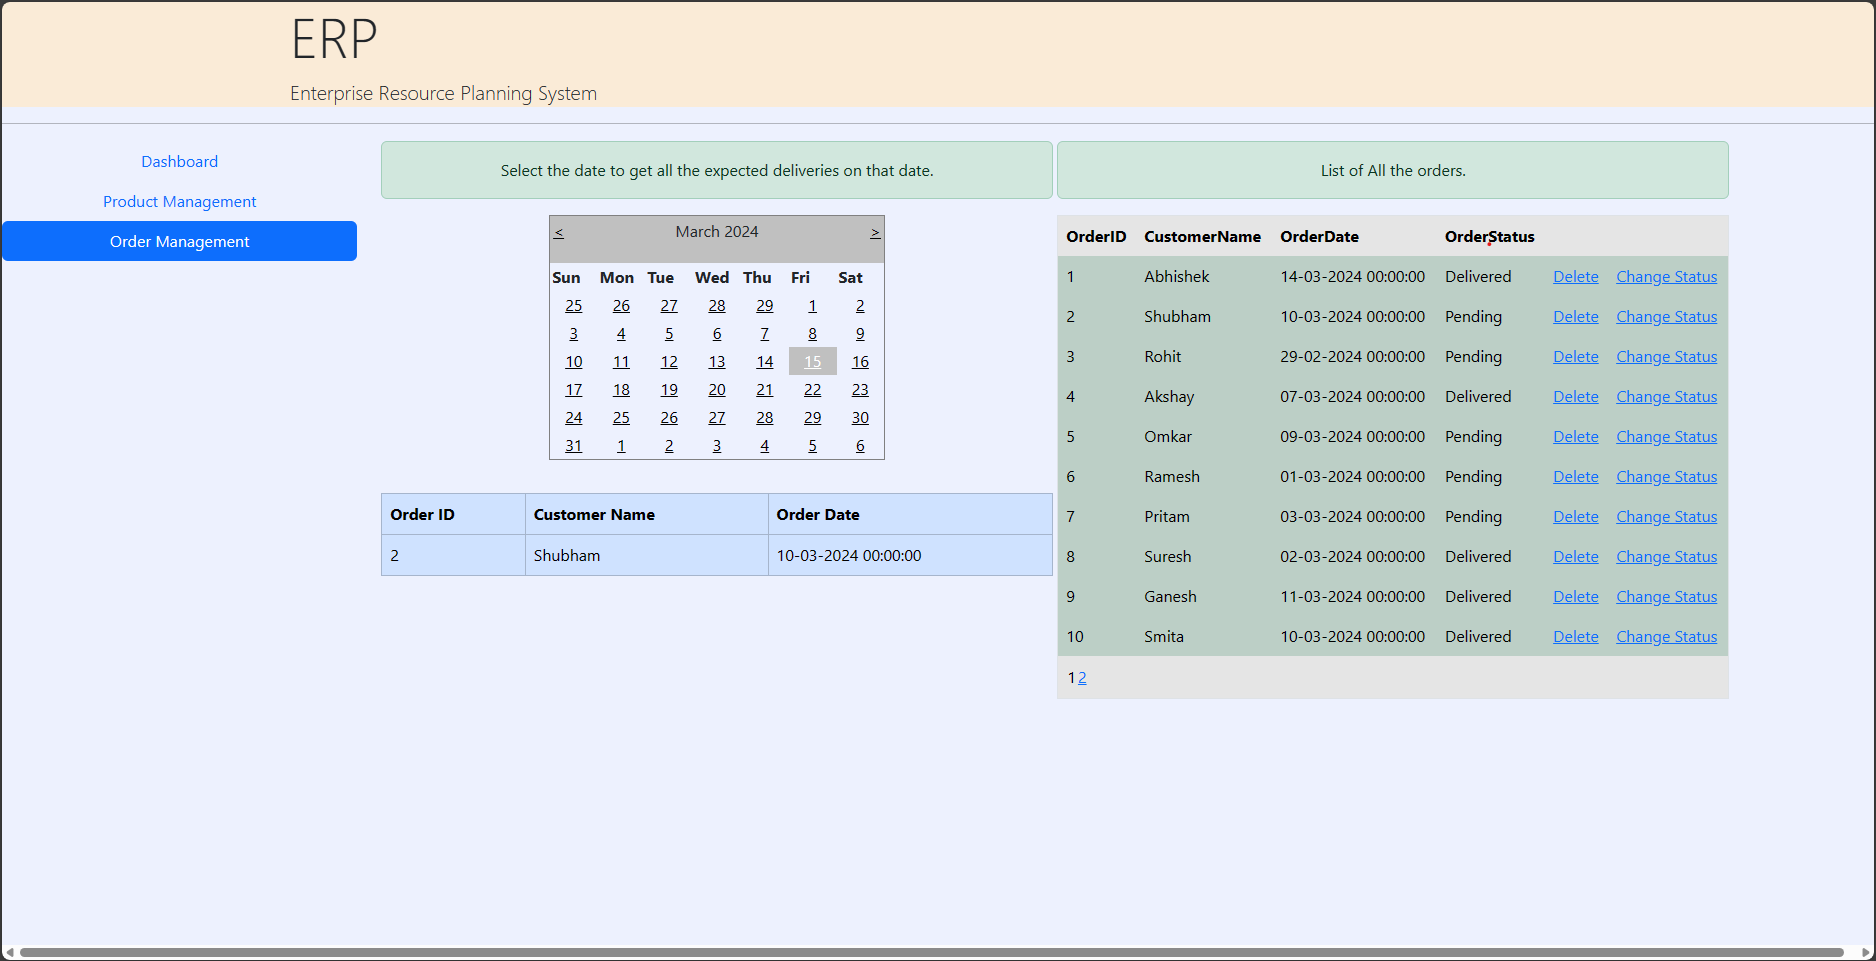 ERP
Enterprise Resource Planning System
Dashboard
Product Management
Order Management
Select the date to get all the expected deliveries on that date.
< March 2024 >
Sun Mon Tue Wed Thu Fri Sat
25 26 27 28 29 1 2
3 4 5 6 7 8 9
10 11 12 13 14 15 16
17 18 19 20 21 22 23
24 25 26 27 28 29 30
31 1 2 3 4 5 6
Order ID Customer Name Order Date
2 Shubham 10-03-2024 00:00:00
List of All the orders.
OrderID CustomerName OrderDate OrderStatus
1 Abhishek 14-03-2024 00:00:00 Delivered Delete Change Status
2 Shubham 10-03-2024 00:00:00 Pending Delete Change Status
3 Rohit 29-02-2024 00:00:00 Pending Delete Change Status
4 Akshay 07-03-2024 00:00:00 Delivered Delete Change Status
5 Omkar 09-03-2024 00:00:00 Pending Delete Change Status
6 Ramesh 01-03-2024 00:00:00 Pending Delete Change Status
7 Pritam 03-03-2024 00:00:00 Pending Delete Change Status
8 Suresh 02-03-2024 00:00:00 Delivered Delete Change Status
9 Ganesh 11-03-2024 00:00:00 Delivered Delete Change Status
10 Smita 10-03-2024 00:00:00 Delivered Delete Change Status
1 2